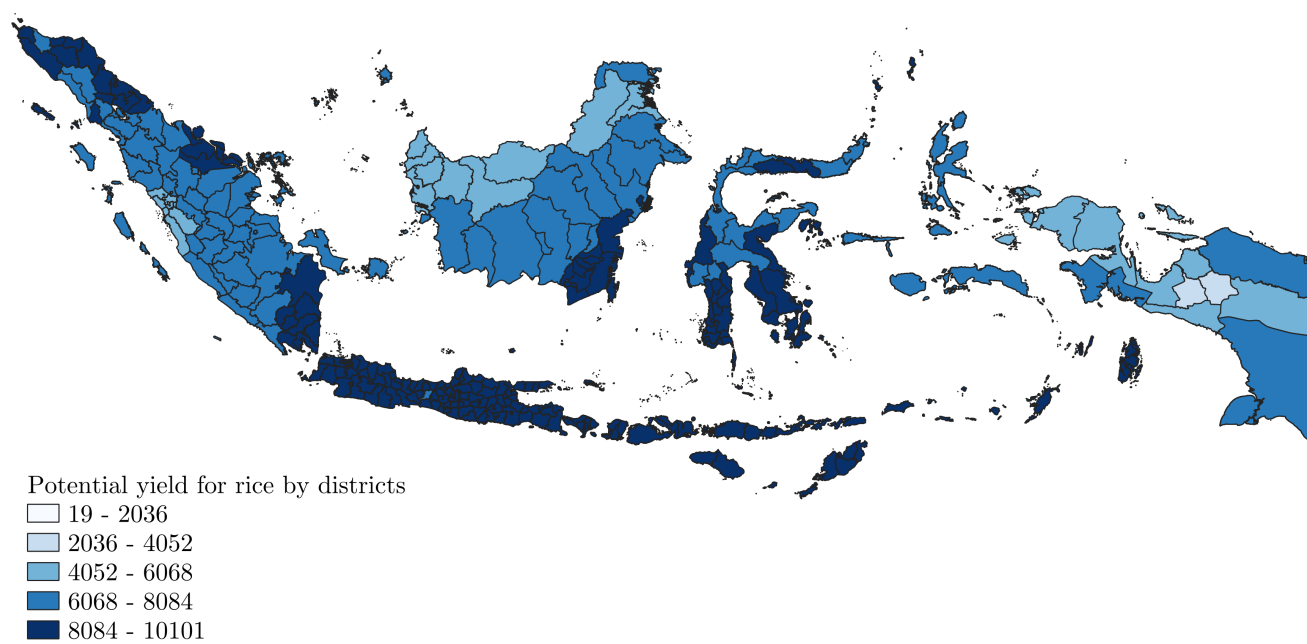 Potential yield for rice by districts
19 - 2036
2036 - 4052
4052 - 6068
6068 - 8084
8084 - 10101